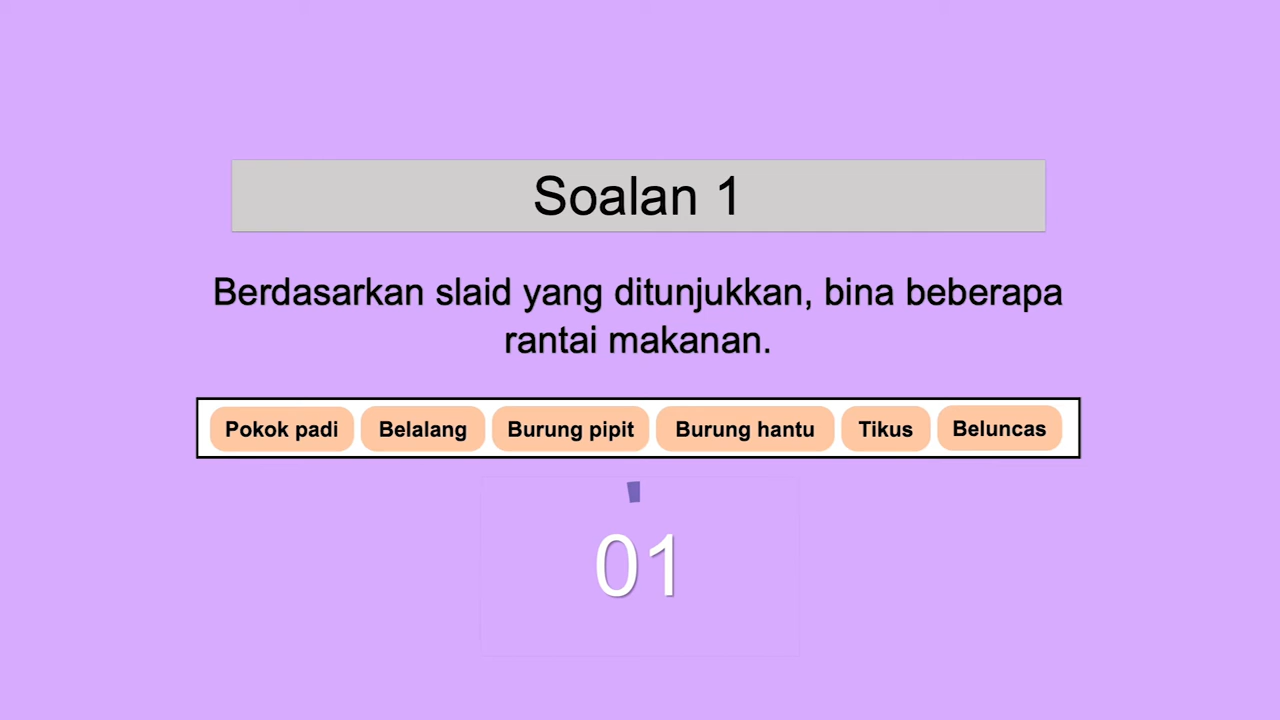 Soalan 1
Berdasarkan slaid yang ditunjukkan, bina beberapa
rantai makanan.
Pokok padi Belalang Burung pipit Burung hantu Tikus Beluncas
01